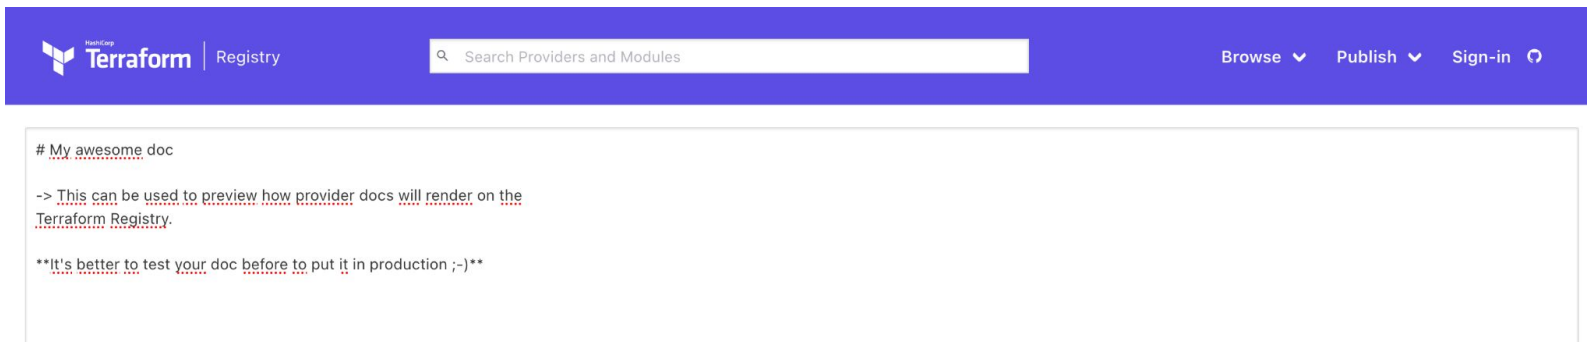 HashiCorp
Terraform
Registry
Search Providers and Modules
Browse
Publish
Sign-in
# My awesome doc
-> This can be used to preview how provider docs will render on the
Terraform Registry.
**It's better to test your doc before to put it in production ;-)**